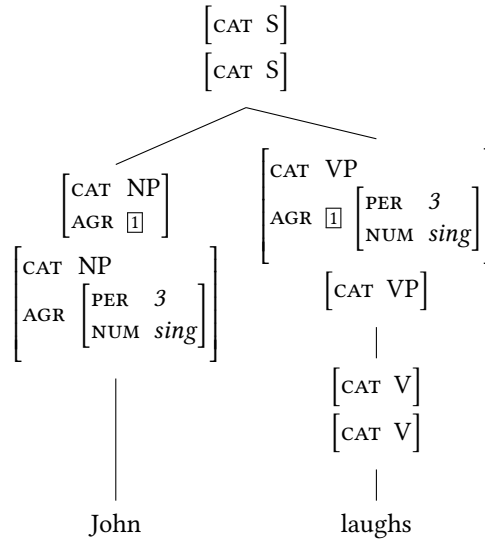 [CAT S]
[CAT S]
[CAT NP
AGR 1]
[CAT VP
AGR 1 [PER 3
NUM sing]]
[CAT NP
AGR [PER 3
NUM sing]]
[CAT VP]
[CAT V]
[CAT V]
John laughs